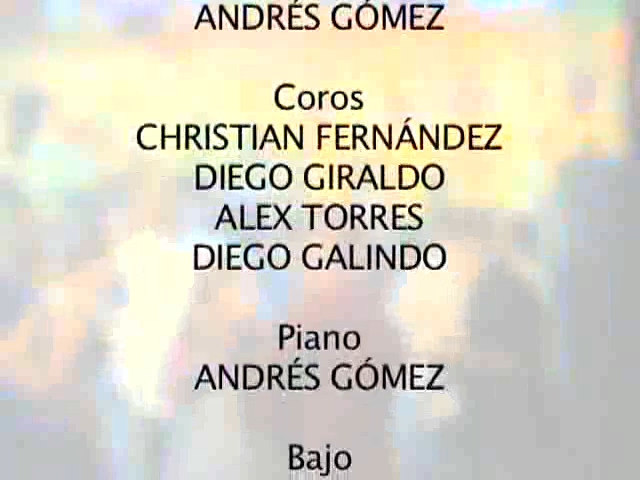 ANDRÉS GÓMEZ
Coros
CHRISTIAN FERNÁNDEZ
DIEGO GIRALDO
ALEX TORRES
DIEGO GALINDO
Piano
ANDRÉS GÓMEZ
Bajo